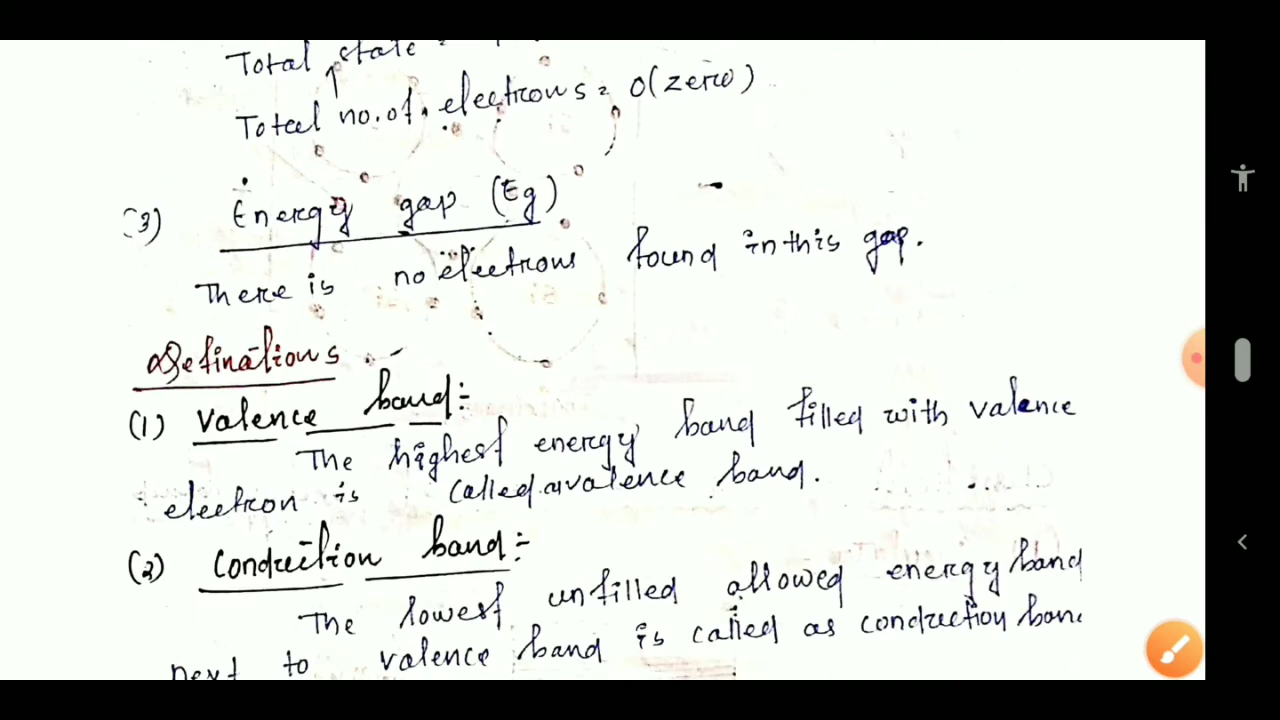 Total state
Total no. of. electrons = 0(zero)
(3) Energy gap (Eg)
There is no electrons found in this gap.
Definations :-
(1) valence band:-
The highest energy band filled with valence
electron is called a valence band.
(2) Conduction band :-
The lowest unfilled allowed energy band
next to valence band is called as conduction band